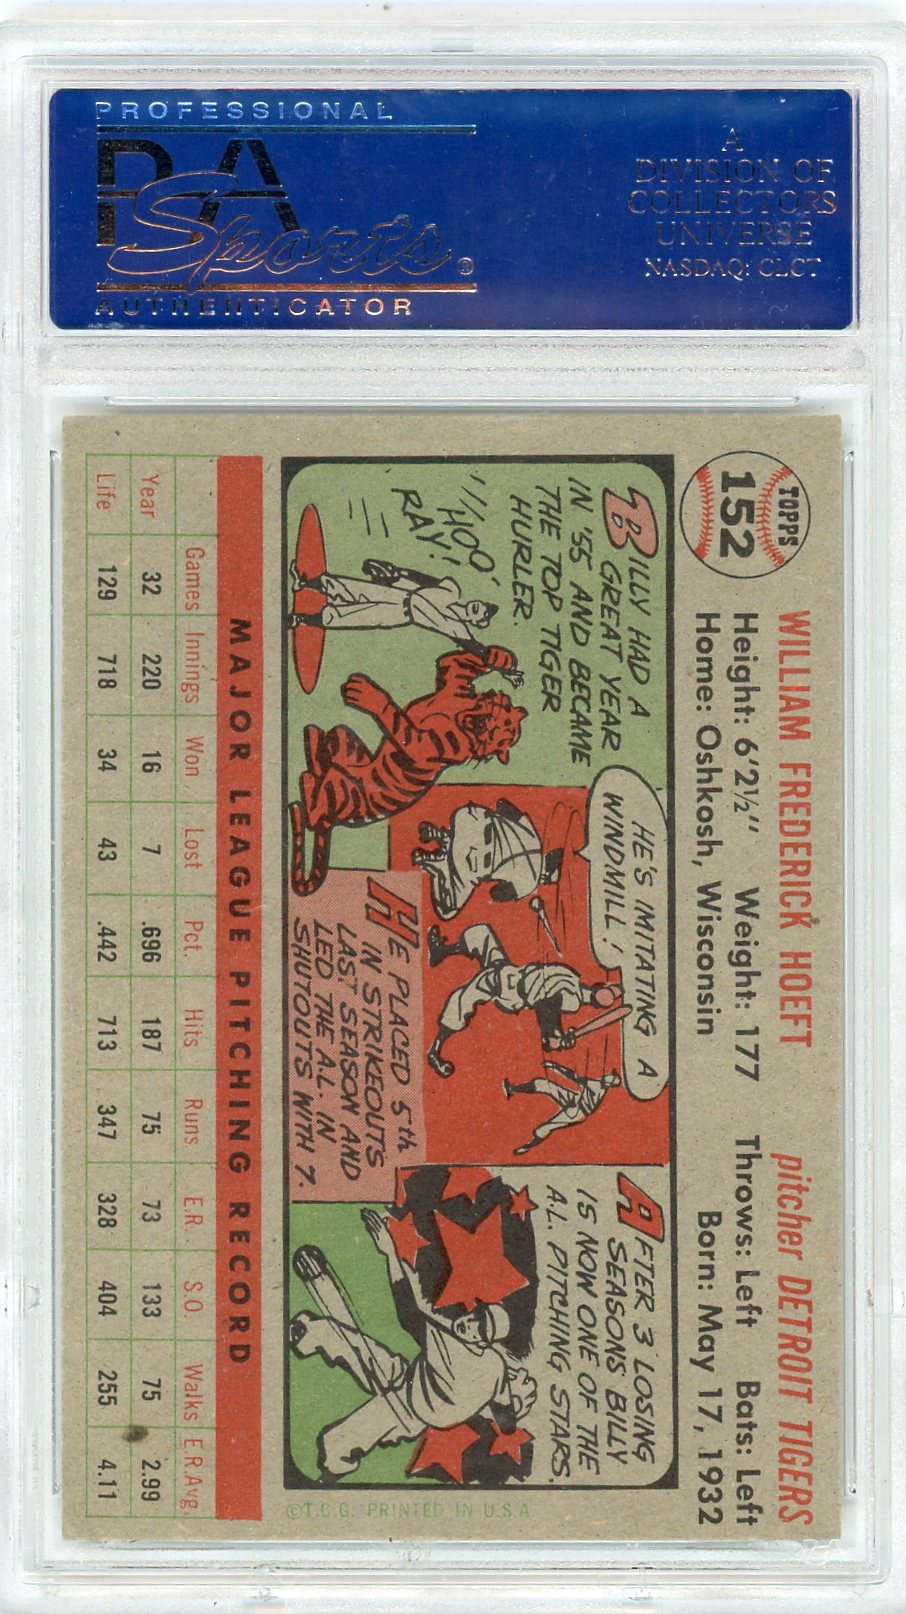 PROFESSIONAL
PSA
Sports®
AUTHENTICATOR
A
DIVISION OF
COLLECTORS
UNIVERSE
NASDAQ: CLCT
TOPPS
152
WILLIAM FREDERICK HOEFT pitcher DETROIT TIGERS
Height: 6'2½" Weight: 177 Throws: Left Bats: Left
Home: Oshkosh, Wisconsin Born: May 17, 1932
BILLY HAD A
GREAT YEAR
IN '55 AND BECAME
THE TOP TIGER
HURLER.
HOO'
RAY!
HE'S IMITATING A
WINDMILL!
HE PLACED 5th
IN STRIKEOUTS
LAST SEASON AND
LED THE A.L. IN
SHUTOUTS WITH 7.
AFTER 3 LOSING
SEASONS BILLY
IS NOW ONE OF THE
A.L. PITCHING STARS.
©T.C.G. PRINTED IN U.S.A
MAJOR LEAGUE PITCHING RECORD
Games Innings Won Lost Pct. Hits Runs E.R. S.O. Walks E.R.Avg.
Year 32 220 16 7 .696 187 75 73 133 75 2.99
Life 129 718 34 43 .442 713 347 328 404 255 4.11